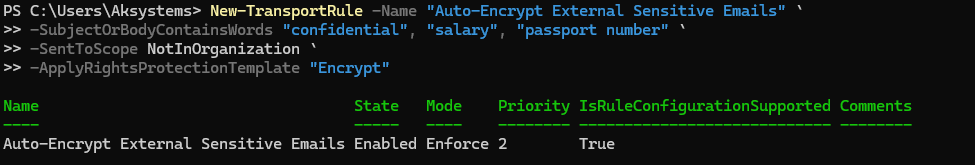 PS C:\Users\Aksystems> New-TransportRule -Name "Auto-Encrypt External Sensitive Emails" `
>> -SubjectOrBodyContainsWords "confidential", "salary", "passport number" `
>> -SentToScope NotInOrganization `
>> -ApplyRightsProtectionTemplate "Encrypt"
Name                                   State   Mode    Priority IsRuleConfigurationSupported Comments
----                                   -----   ----    -------- ---------------------------- --------
Auto-Encrypt External Sensitive Emails Enabled Enforce 2        True